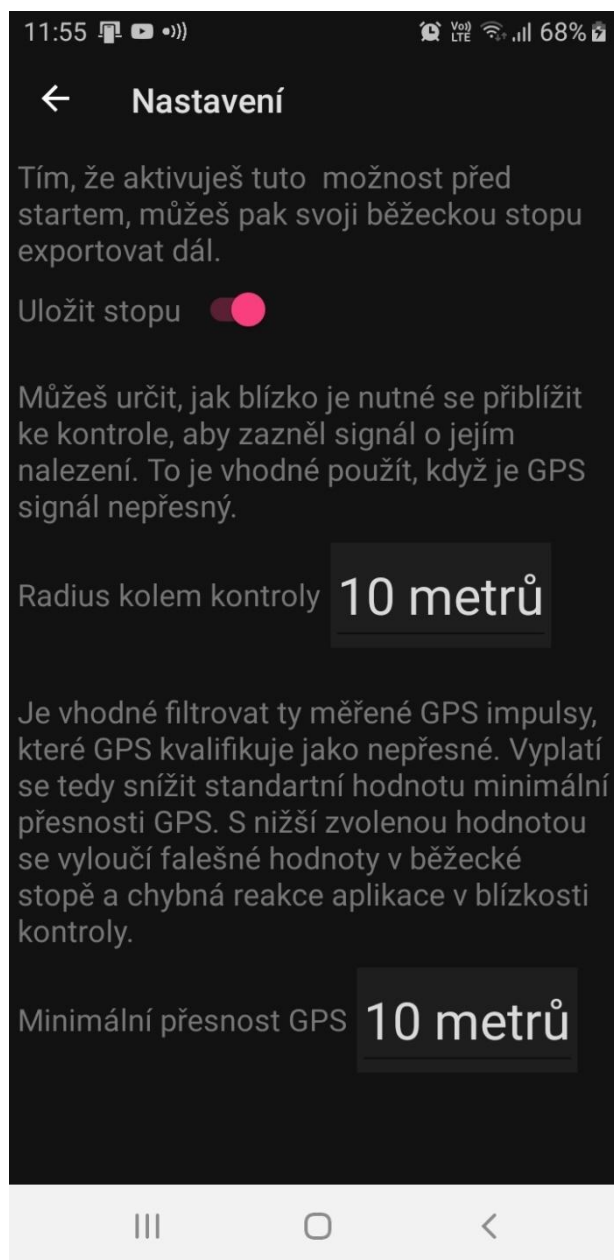 11:55 Vo)) LTE 68%
Nastavení
Tím, že aktivuješ tuto možnost před
startem, můžeš pak svoji běžeckou stopu
exportovat dál.
Uložit stopu
Můžeš určit, jak blízko je nutné se přiblížit
ke kontrole, aby zazněl signál o jejím
nalezení. To je vhodné použít, když je GPS
signál nepřesný.
Radius kolem kontroly 10 metrů
Je vhodné filtrovat ty měřené GPS impulsy,
které GPS kvalifikuje jako nepřesné. Vyplatí
se tedy snížit standartní hodnotu minimální
přesnosti GPS. S nižší zvolenou hodnotou
se vyloučí falešné hodnoty v běžecké
stopě a chybná reakce aplikace v blízkosti
kontroly.
Minimální přesnost GPS 10 metrů